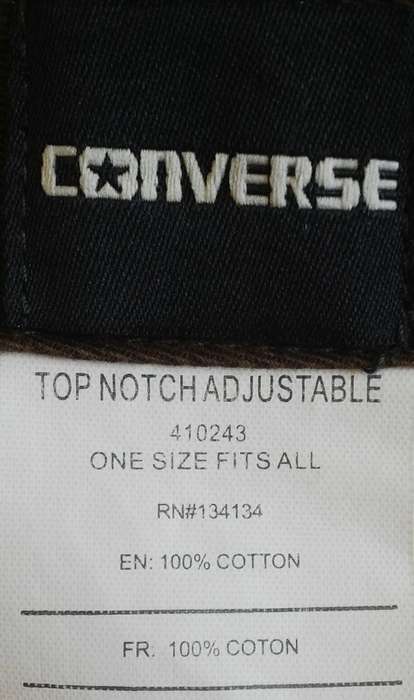 CONVERSE
TOP NOTCH ADJUSTABLE
410243
ONE SIZE FITS ALL
RN#134134
EN: 100% COTTON
FR: 100% COTON